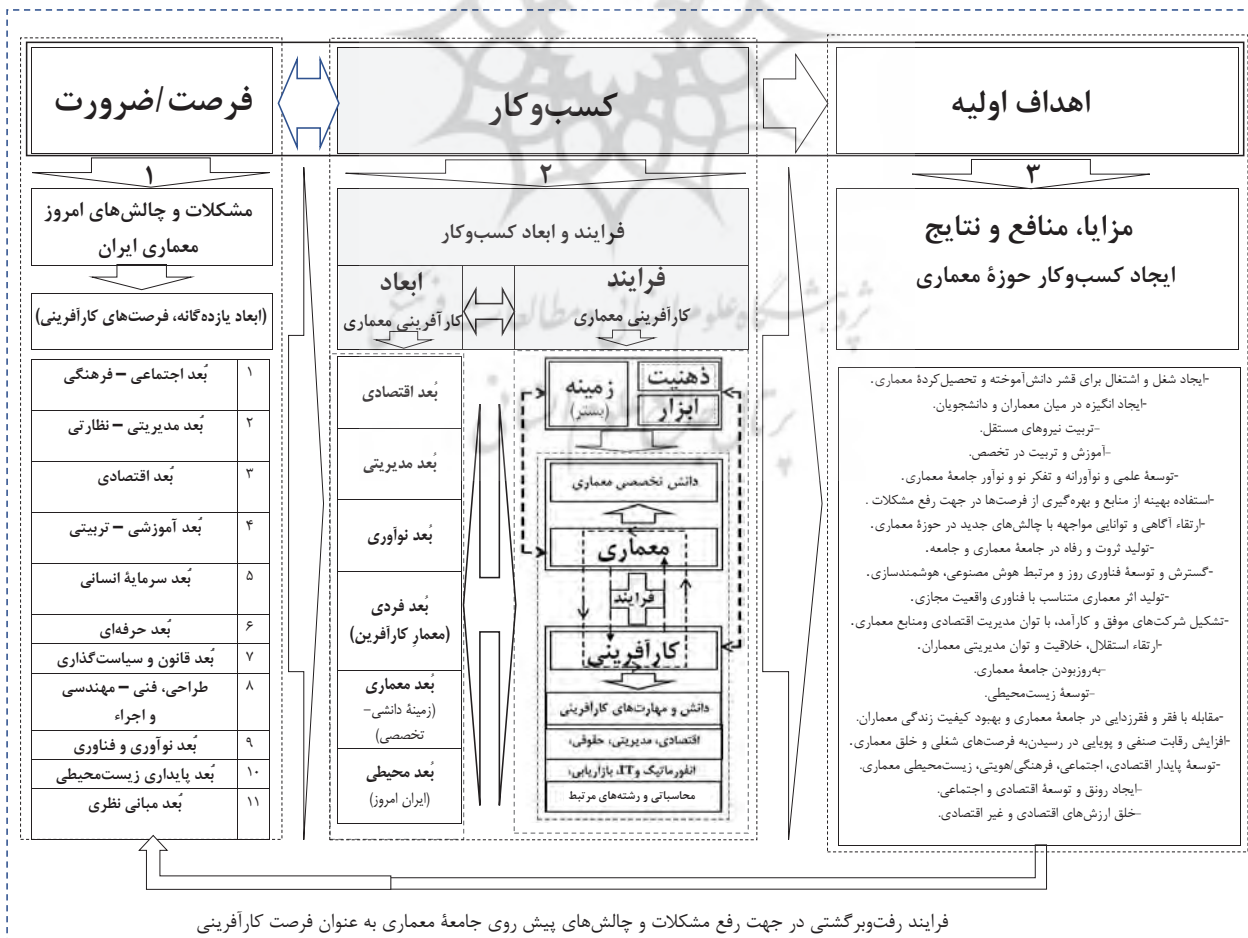 فرصت/ضرورت
کسب‌وکار
اهداف اولیه
۱
۲
۳
مشکلات و چالش‌های امروز
معماری ایران
(ابعاد یازده‌گانه، فرصت‌های کارآفرینی)
۱ بُعد اجتماعی – فرهنگی
۲ بُعد مدیریتی – نظارتی
۳ بُعد اقتصادی
۴ بُعد آموزشی – تربیتی
۵ بُعد سرمایهٔ انسانی
۶ بُعد حرفه‌ای
۷ بُعد قانون و سیاست‌گذاری
۸ طراحی، فنی – مهندسی
و اجراء
۹ بُعد نوآوری و فناوری
۱۰ بُعد پایداری زیست‌محیطی
۱۱ بُعد مبانی نظری
فرایند و ابعاد کسب‌وکار
ابعاد
کارآفرینی معماری
فرایند
کارآفرینی معماری
بُعد اقتصادی
بُعد مدیریتی
بُعد نوآوری
بُعد فردی
(معمارِ کارآفرین)
بُعد معماری
(زمینهٔ دانشی–
تخصصی)
بُعد محیطی
(ایران امروز)
ذهنیت
ابزار
زمینه
(بستر)
دانش تخصصی معماری
معماری
فرایند
کارآفرینی
دانش و مهارت‌های کارآفرینی
اقتصادی، مدیریتی، حقوقی،
انفورماتیک وIT، بازاریابی،
محاسباتی و رشته‌های مرتبط
مزایا، منافع و نتایج
ایجاد کسب‌وکار حوزهٔ معماری
-ایجاد شغل و اشتغال برای قشر دانش‌آموخته و تحصیل‌کردهٔ معماری.
-ایجاد انگیزه در میان معماران و دانشجویان.
-تربیت نیروهای مستقل.
-آموزش و تربیت در تخصص.
-توسعهٔ علمی و نوآورانه و تفکر نو و نوآور جامعهٔ معماری.
-استفاده بهینه از منابع و بهره‌گیری از فرصت‌ها در جهت رفع مشکلات .
-ارتقاء آگاهی و توانایی مواجهه با چالش‌های جدید در حوزهٔ معماری.
-تولید ثروت و رفاه در جامعهٔ معماری و جامعه.
-گسترش و توسعهٔ فناوری روز و مرتبط هوش مصنوعی، هوشمندسازی.
-تولید اثر معماری متناسب با فناوری واقعیت مجازی.
-تشکیل شرکت‌های موفق و کارآمد، با توان مدیریت اقتصادی ومنابع معماری.
-ارتقاء استقلال، خلاقیت و توان مدیریتی معماران.
-به‌روزبودن جامعهٔ معماری.
-توسعهٔ زیست‌محیطی.
-مقابله با فقر و فقرزدایی در جامعهٔ معماری و بهبود کیفیت زندگی معماران.
-افزایش رقابت صنفی و پویایی در رسیدن‌به فرصت‌های شغلی و خلق معماری.
-توسعهٔ پایدار اقتصادی، اجتماعی، فرهنگی/هویتی، زیست‌محیطی معماری.
-ایجاد رونق و توسعهٔ اقتصادی و اجتماعی.
-خلق ارزش‌های اقتصادی و غیر اقتصادی.
فرایند رفت‌وبرگشتی در جهت رفع مشکلات و چالش‌های پیش روی جامعهٔ معماری به عنوان فرصت کارآفرینی